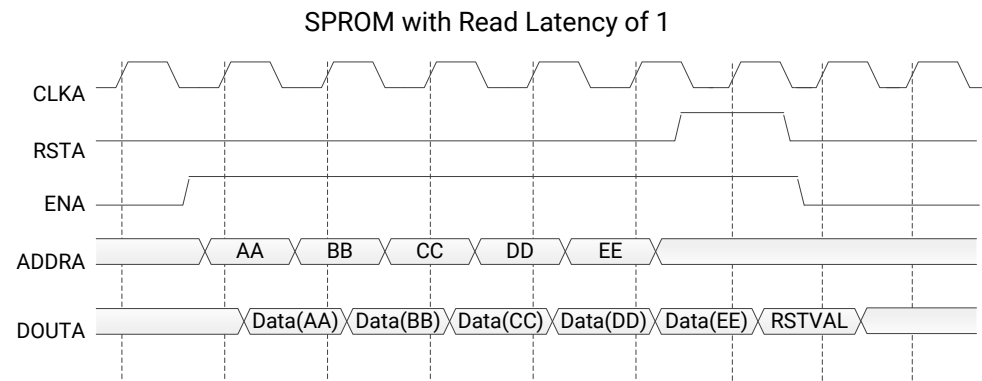 SPROM with Read Latency of 1
CLKA
RSTA
ENA
ADDRA AA BB CC DD EE
DOUTA Data(AA) Data(BB) Data(CC) Data(DD) Data(EE) RSTVAL